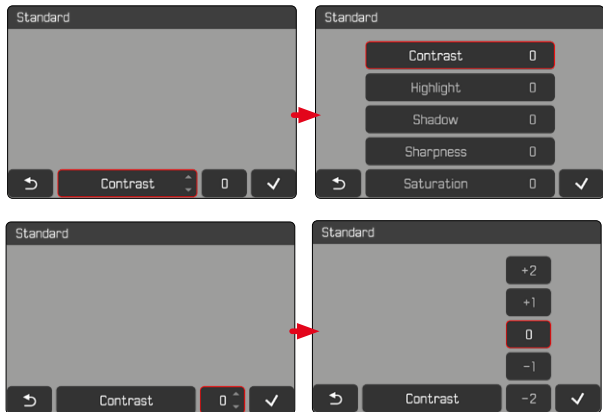 Standard
Contrast 0
Standard
Contrast 0
Highlight 0
Shadow 0
Sharpness 0
Saturation 0
Standard
Contrast 0
Standard
+2
+1
0
-1
Contrast -2